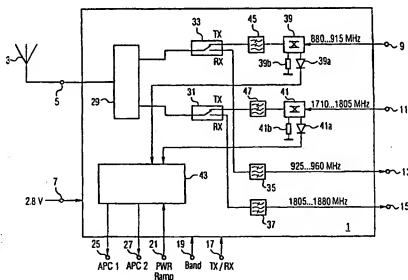 33
TX
RX
45
39
880...915 MHz
9
3
39b
39a
5
29
31
TX
RX
47
41
1710...1805 MHz
11
41b
41a
43
925...960 MHz
13
35
7
2.8 V
1805...1880 MHz
15
37
1
25
27
21
19
17
APC 1
APC 2
PWR
Ramp
Band
TX / RX